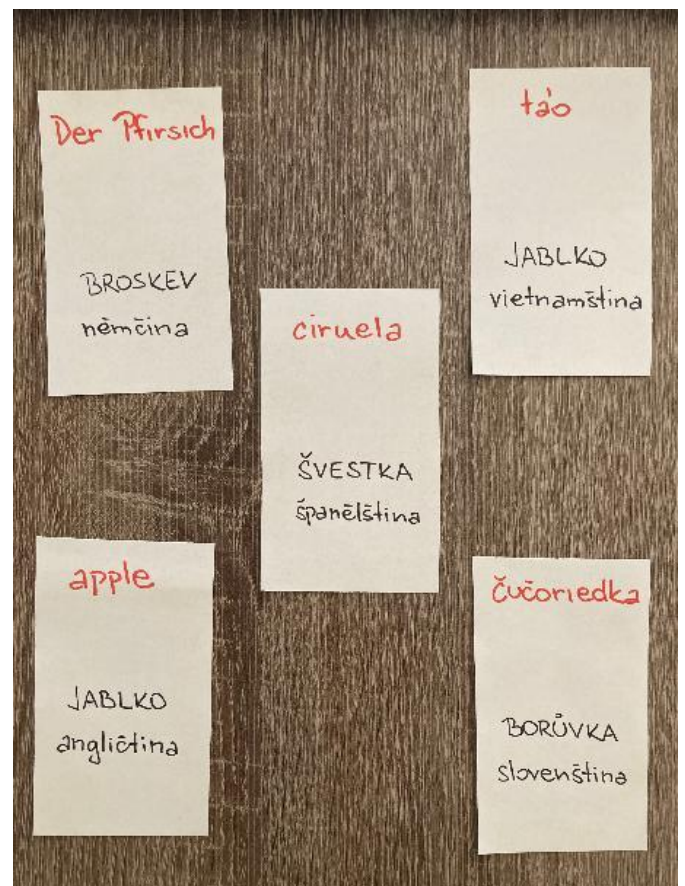 Der Pfirsich
BROSKEV
němčina
táo
JABLKO
vietnamština
ciruela
ŠVESTKA
španělština
apple
JABLKO
angličtina
čučoriedka
BORŮVKA
slovenština